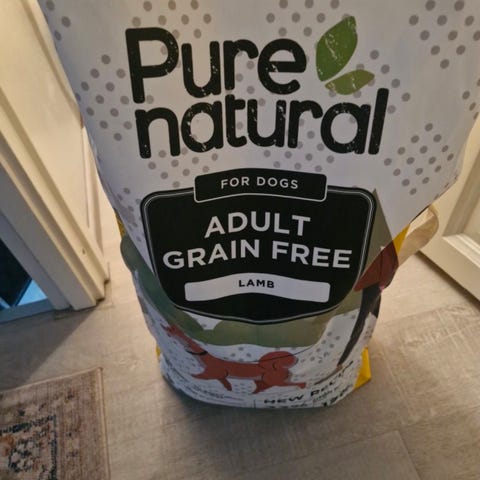 Pure
natural
FOR DOGS
ADULT
GRAIN FREE
LAMB
NEW